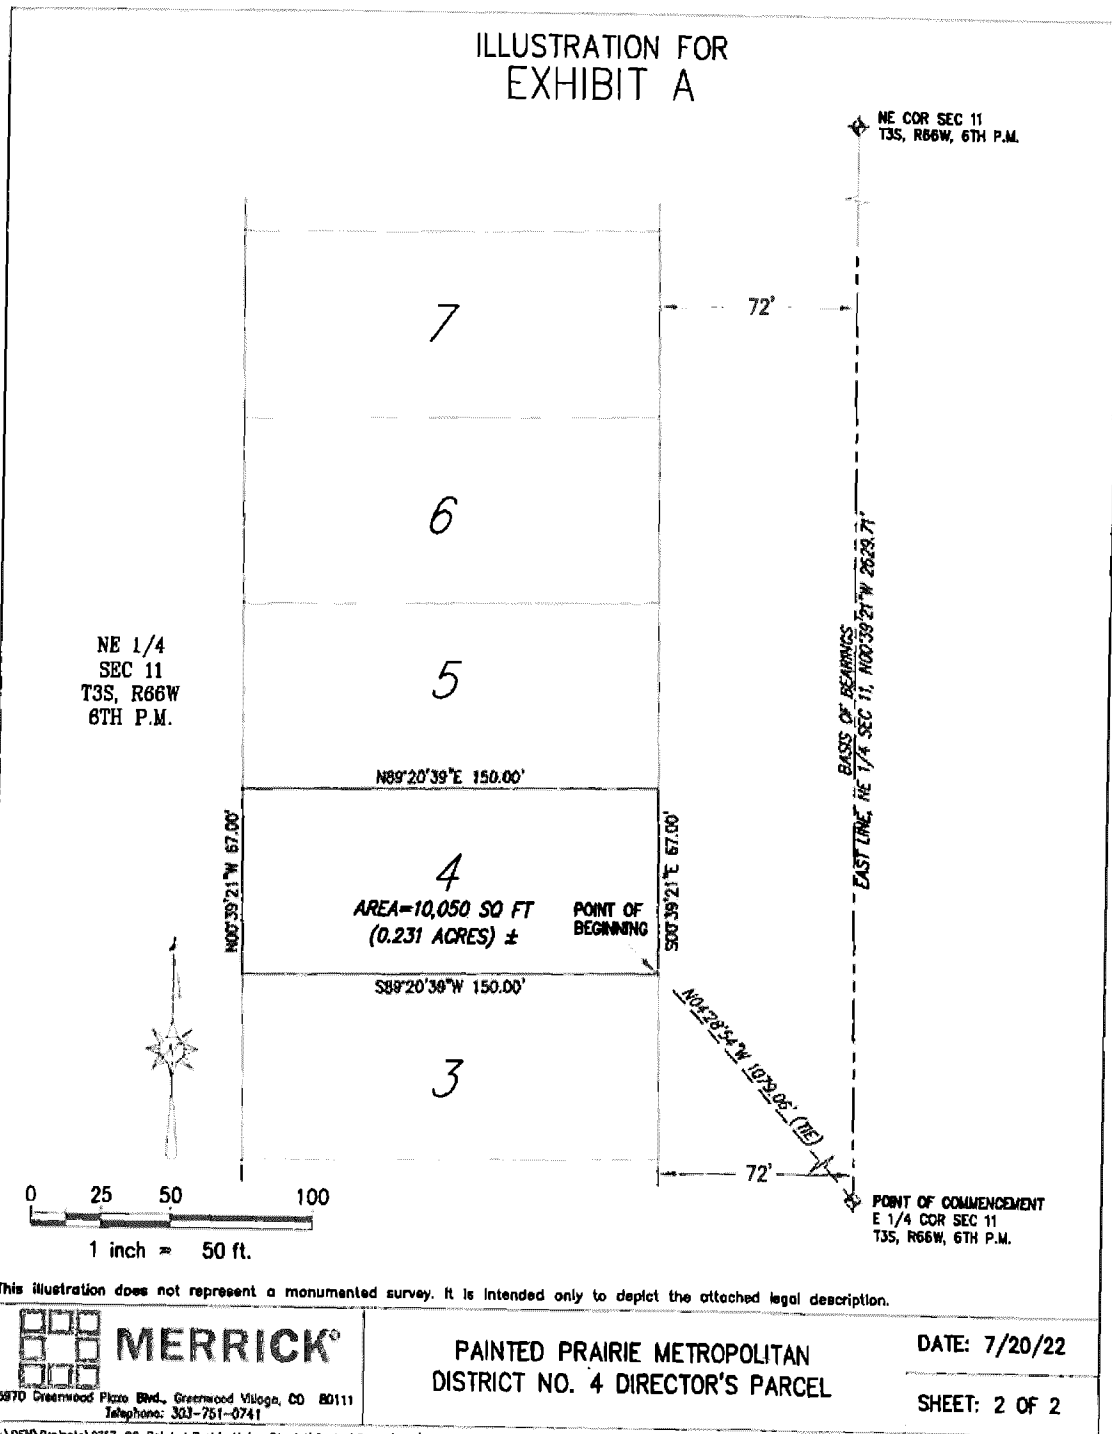 ILLUSTRATION FOR
EXHIBIT A
NE COR SEC 11
T3S, R66W, 6TH P.M.
72'
7
6
5
NE 1/4
SEC 11
T3S, R66W
6TH P.M.
BASIS OF BEARINGS
EAST LINE, NE 1/4 SEC 11, N00°39'21"W 2629.71'
N89°20'39"E 150.00'
N00°39'21"W 67.00'
4
AREA=10,050 SQ FT
(0.231 ACRES) ±
POINT OF
BEGINNING
S00°39'21"E 67.00'
S89°20'39"W 150.00'
N04°28'54"W 1079.06' (TIE)
3
72'
POINT OF COMMENCEMENT
E 1/4 COR SEC 11
T3S, R66W, 6TH P.M.
0 25 50 100
1 inch = 50 ft.
This illustration does not represent a monumented survey. It is intended only to depict the attached legal description.
MERRICK®
5970 Greenwood Plaza Blvd., Greenwood Village, CO 80111
Telephone: 303-751-0741
PAINTED PRAIRIE METROPOLITAN
DISTRICT NO. 4 DIRECTOR'S PARCEL
DATE: 7/20/22
SHEET: 2 OF 2